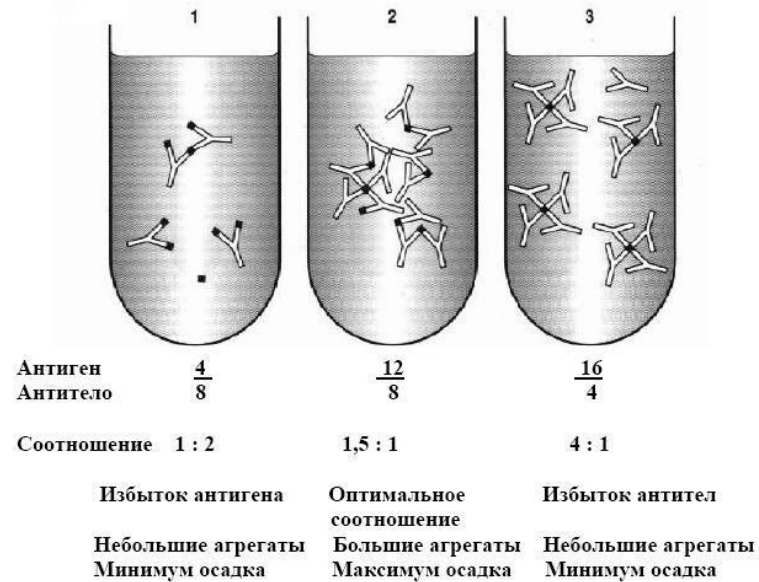 1 2 3
Антиген 4 12 16
Антитело 8 8 4
Соотношение 1 : 2 1,5 : 1 4 : 1
Избыток антигена Оптимальное Избыток антител
соотношение
Небольшие агрегаты Большие агрегаты Небольшие агрегаты
Минимум осадка Максимум осадка Минимум осадка